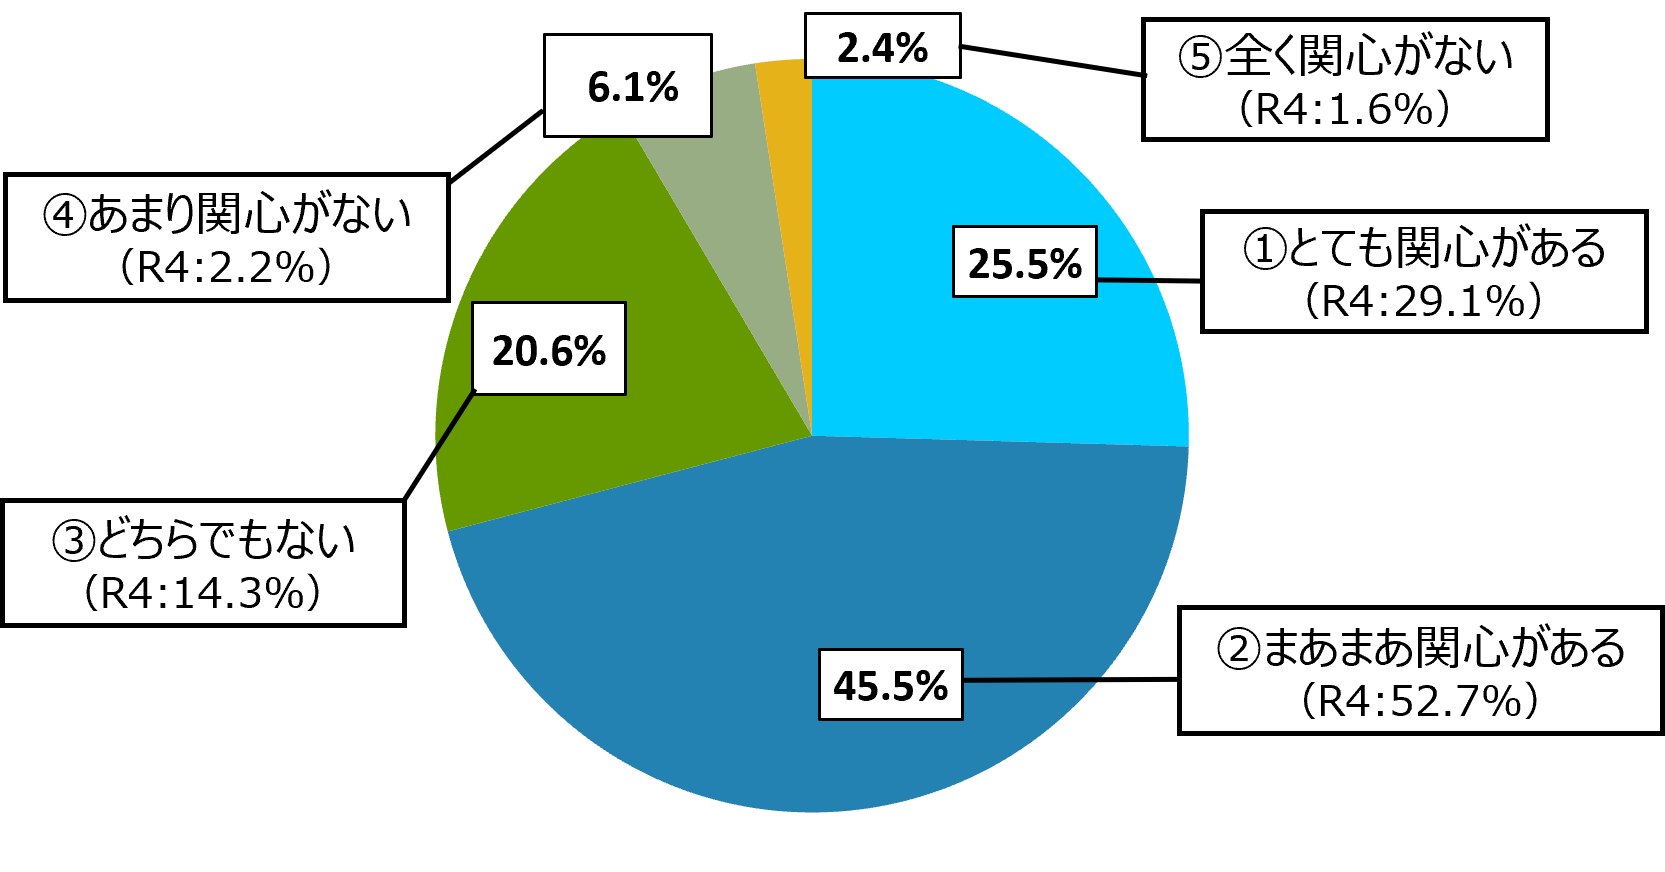 2.4%
⑤全く関心がない
（R4:1.6%）
6.1%
④あまり関心がない
（R4:2.2%）
25.5%
①とても関心がある
（R4:29.1%）
20.6%
③どちらでもない
（R4:14.3%）
45.5%
②まあまあ関心がある
（R4:52.7%）